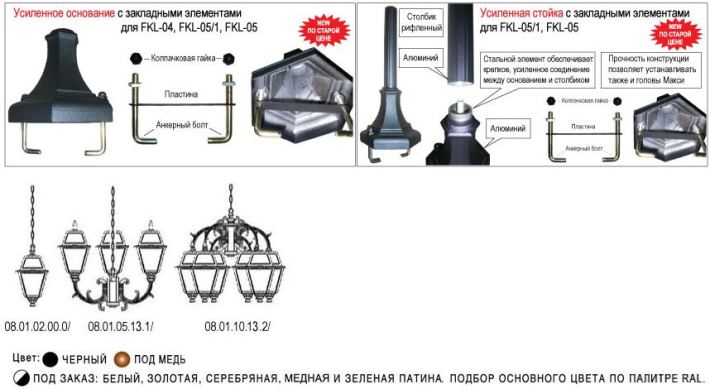 Усиленное основание с закладными элементами
для FKL-04, FKL-05/1, FKL-05
NEW
ПО СТАРОЙ
ЦЕНЕ
Колпачковая гайка
Пластина
Анкерный болт
Столбик
рифленный
Алюминий
Усиленная стойка с закладными элементами
для FKL-05/1, FKL-05
NEW
ПО СТАРОЙ
ЦЕНЕ
Стальной элемент обеспечивает
крепков, усиленное соединение
между основанием и столбиком
Прочность конструкции
позволяет устанавливать
также и головы Макси
Алюминий
Колпачковая гайка
Пластина
Анкерный болт
08.01.02.00.0/
08.01.05.13.1/
08.01.10.13.2/
Цвет: ЧЕРНЫЙ ПОД МЕДЬ
ПОД ЗАКАЗ: БЕЛЫЙ, ЗОЛОТАЯ, СЕРЕБРЯНАЯ, МЕДНАЯ И ЗЕЛЕНАЯ ПАТИНА. ПОДБОР ОСНОВНОГО ЦВЕТА ПО ПАЛИТРЕ RAL.